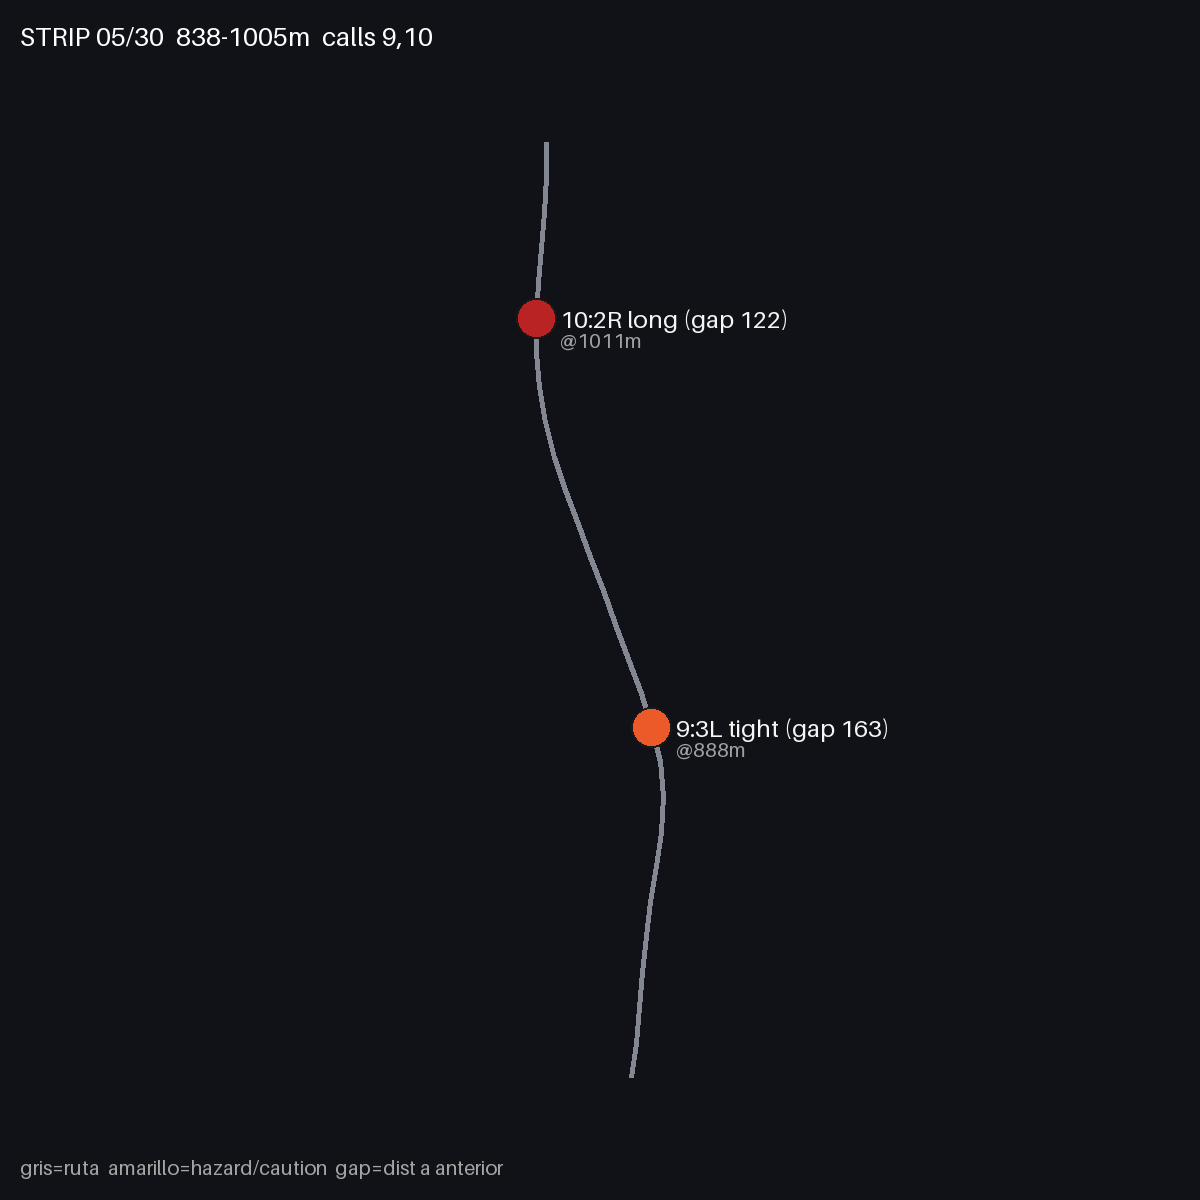 STRIP 05/30  838-1005m  calls 9,10
10:2R long (gap 122)
@1011m
9:3L tight (gap 163)
@888m
gris=ruta  amarillo=hazard/caution  gap=dist a anterior